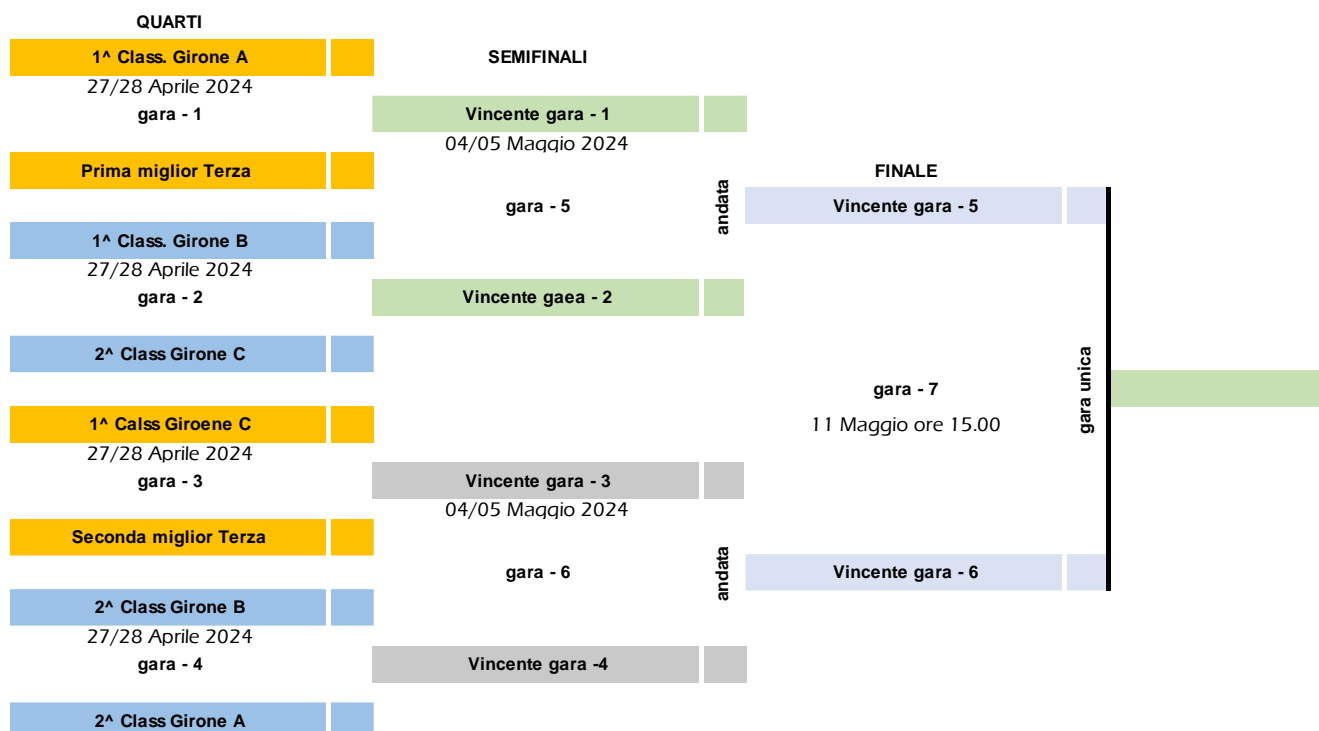 QUARTI
1^ Class. Girone A
27/28 Aprile 2024
gara - 1
Prima miglior Terza
1^ Class. Girone B
27/28 Aprile 2024
gara - 2
2^ Class Girone C
1^ Calss Giroene C
27/28 Aprile 2024
gara - 3
Seconda miglior Terza
2^ Class Girone B
27/28 Aprile 2024
gara - 4
2^ Class Girone A
SEMIFINALI
Vincente gara - 1
04/05 Maggio 2024
gara - 5
andata
Vincente gaea - 2
Vincente gara - 3
04/05 Maggio 2024
gara - 6
andata
Vincente gara -4
FINALE
Vincente gara - 5
gara - 7
11 Maggio ore 15.00
gara unica
Vincente gara - 6